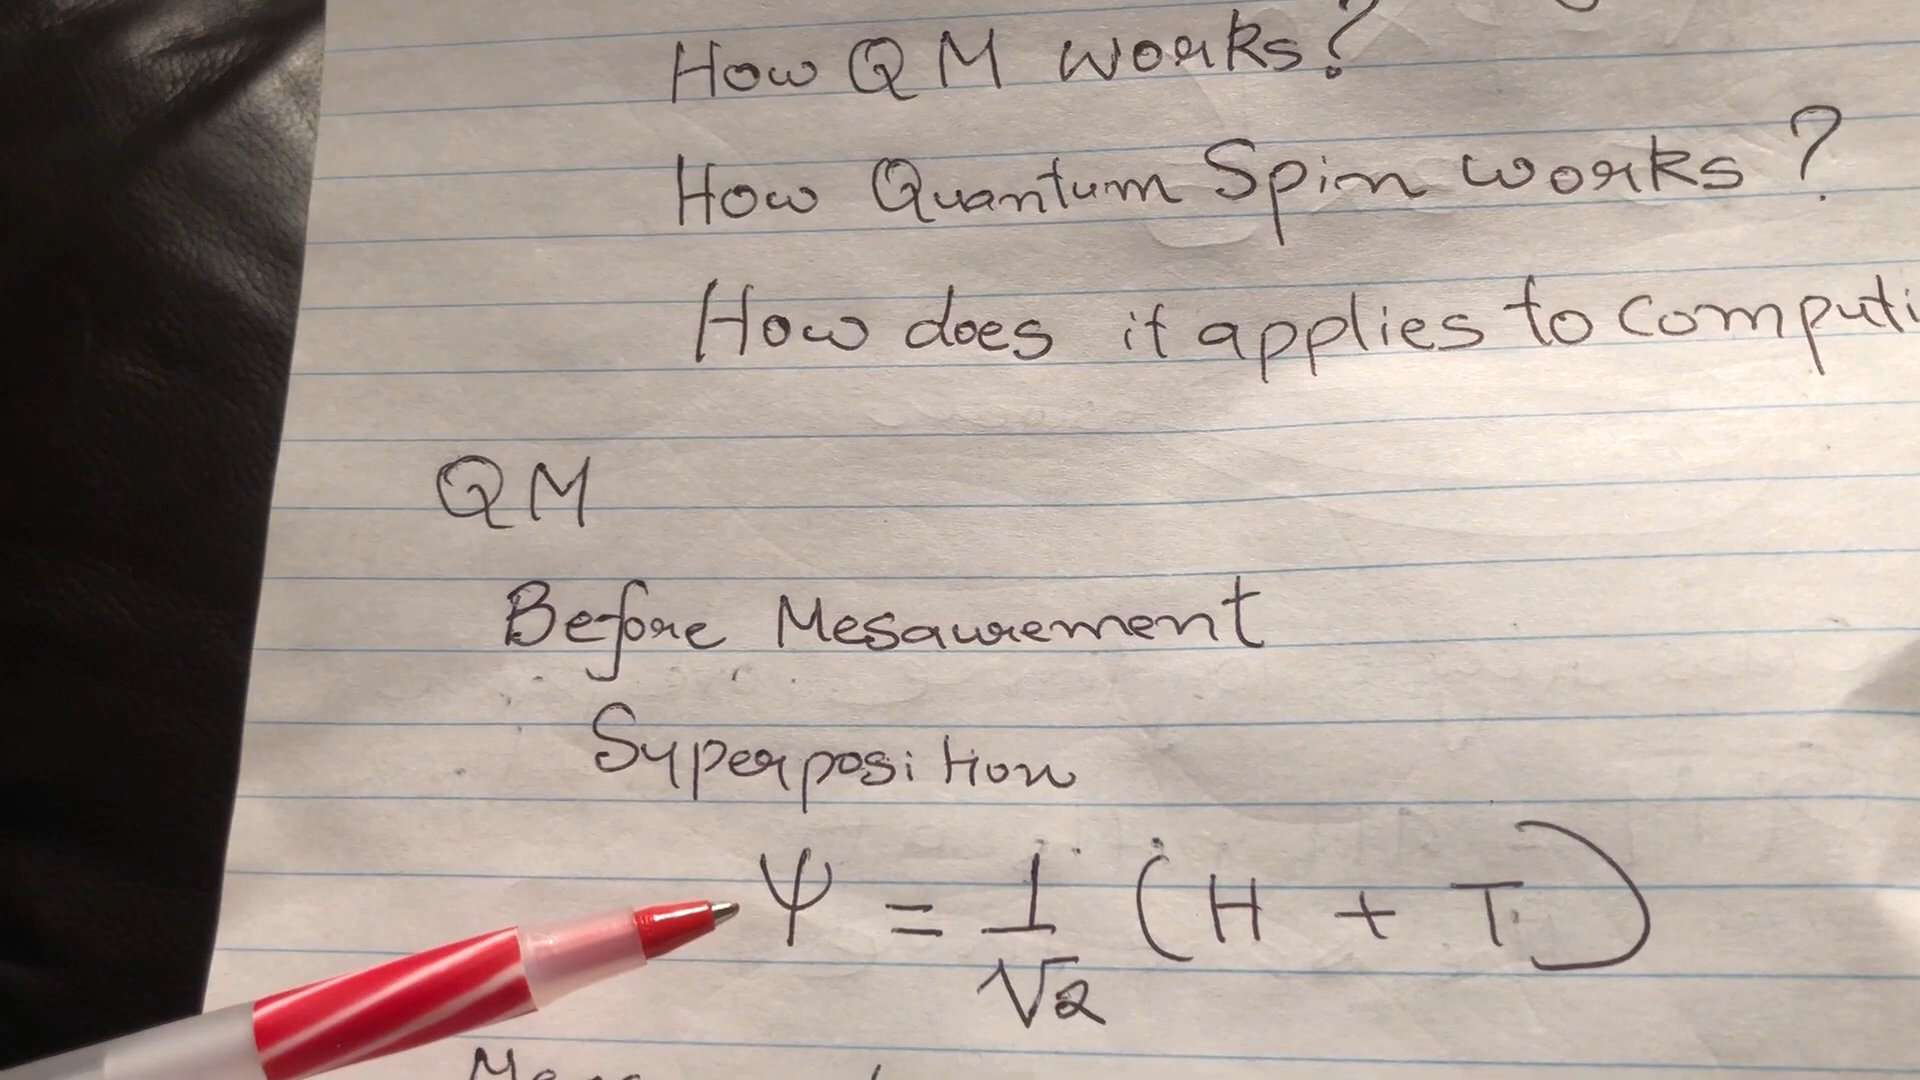 How QM works?
How Quantum Spin works?
How does it applies to computi
QM
Before Mesaurement
Superposition
Ψ = 1/√2 (H + T)